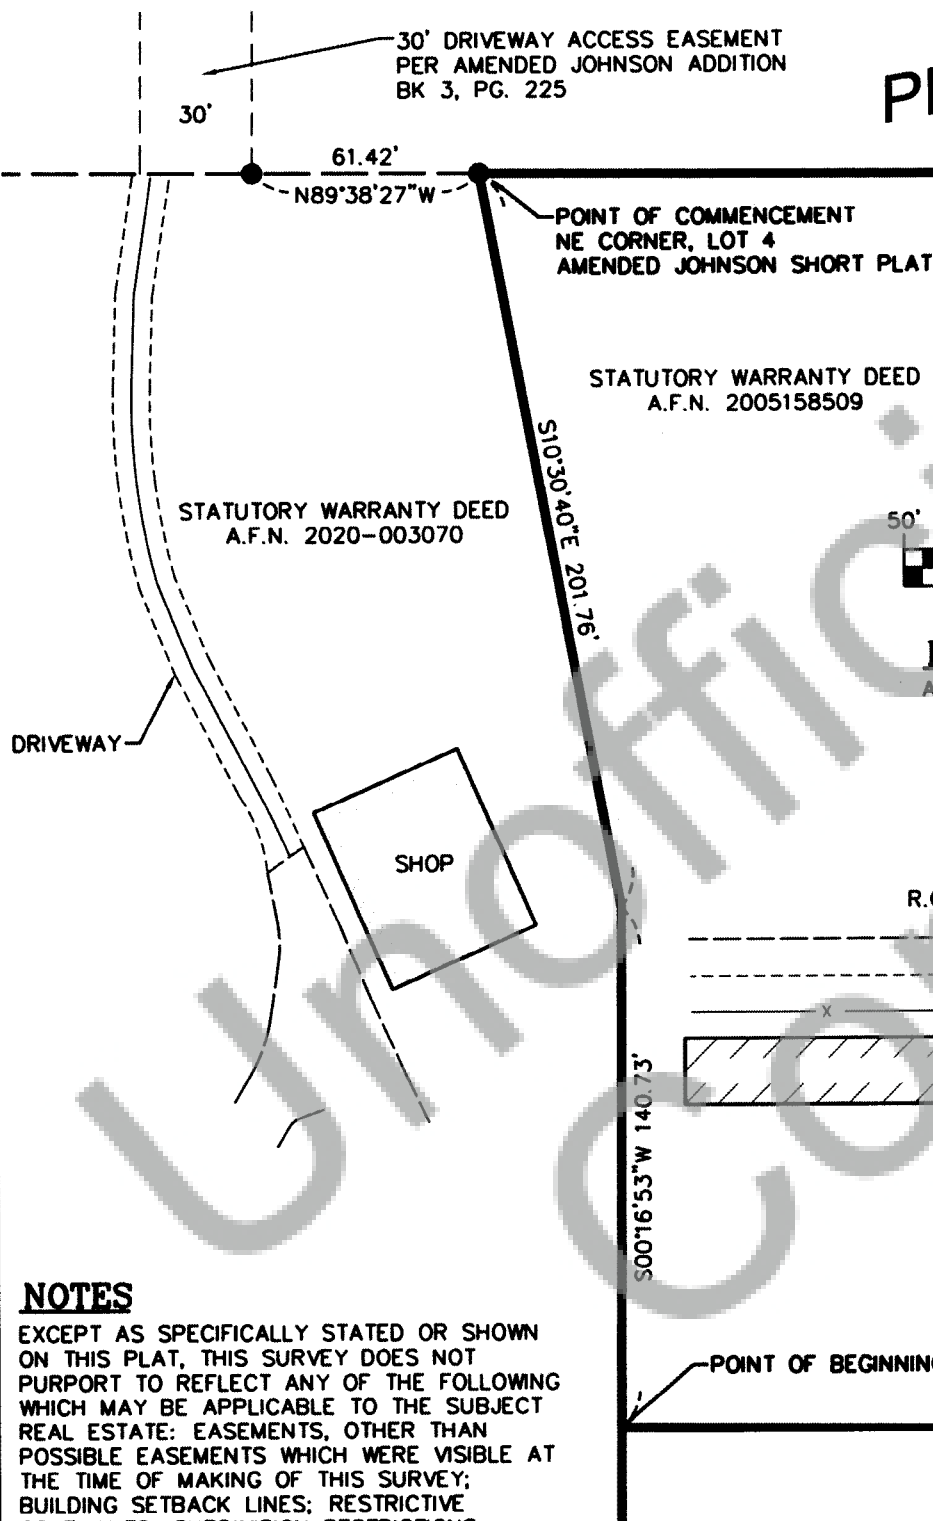 30' DRIVEWAY ACCESS EASEMENT
PER AMENDED JOHNSON ADDITION
BK 3, PG. 225
30'
61.42'
N89°38'27"W
POINT OF COMMENCEMENT
NE CORNER, LOT 4
AMENDED JOHNSON SHORT PLAT
STATUTORY WARRANTY DEED
A.F.N. 2005158509
S10°30'40"E 201.76'
STATUTORY WARRANTY DEED
A.F.N. 2020-003070
50'
DRIVEWAY
SHOP
X
S00°16'53"W 140.73'
Unoffici
NOTES
EXCEPT AS SPECIFICALLY STATED OR SHOWN
ON THIS PLAT, THIS SURVEY DOES NOT
PURPORT TO REFLECT ANY OF THE FOLLOWING
WHICH MAY BE APPLICABLE TO THE SUBJECT
REAL ESTATE: EASEMENTS, OTHER THAN
POSSIBLE EASEMENTS WHICH WERE VISIBLE AT
THE TIME OF MAKING OF THIS SURVEY;
BUILDING SETBACK LINES; RESTRICTIVE
POINT OF BEGINNING